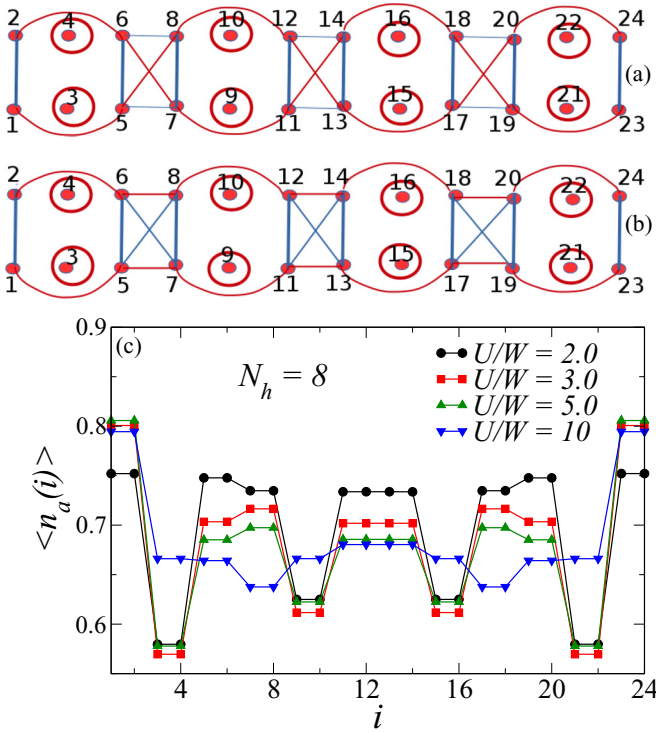 2 4 6 8 10 12 14 16 18 20 22 24
(a)
1 3 5 7 9 11 13 15 17 19 21 23
2 4 6 8 10 12 14 16 18 20 22 24
(b)
1 3 5 7 9 11 13 15 17 19 21 23
(c)
N_h = 8
U/W = 2.0
U/W = 3.0
U/W = 5.0
U/W = 10
<n_a(i)>
0.9
0.8
0.7
0.6
4 8 12 16 20 24
i